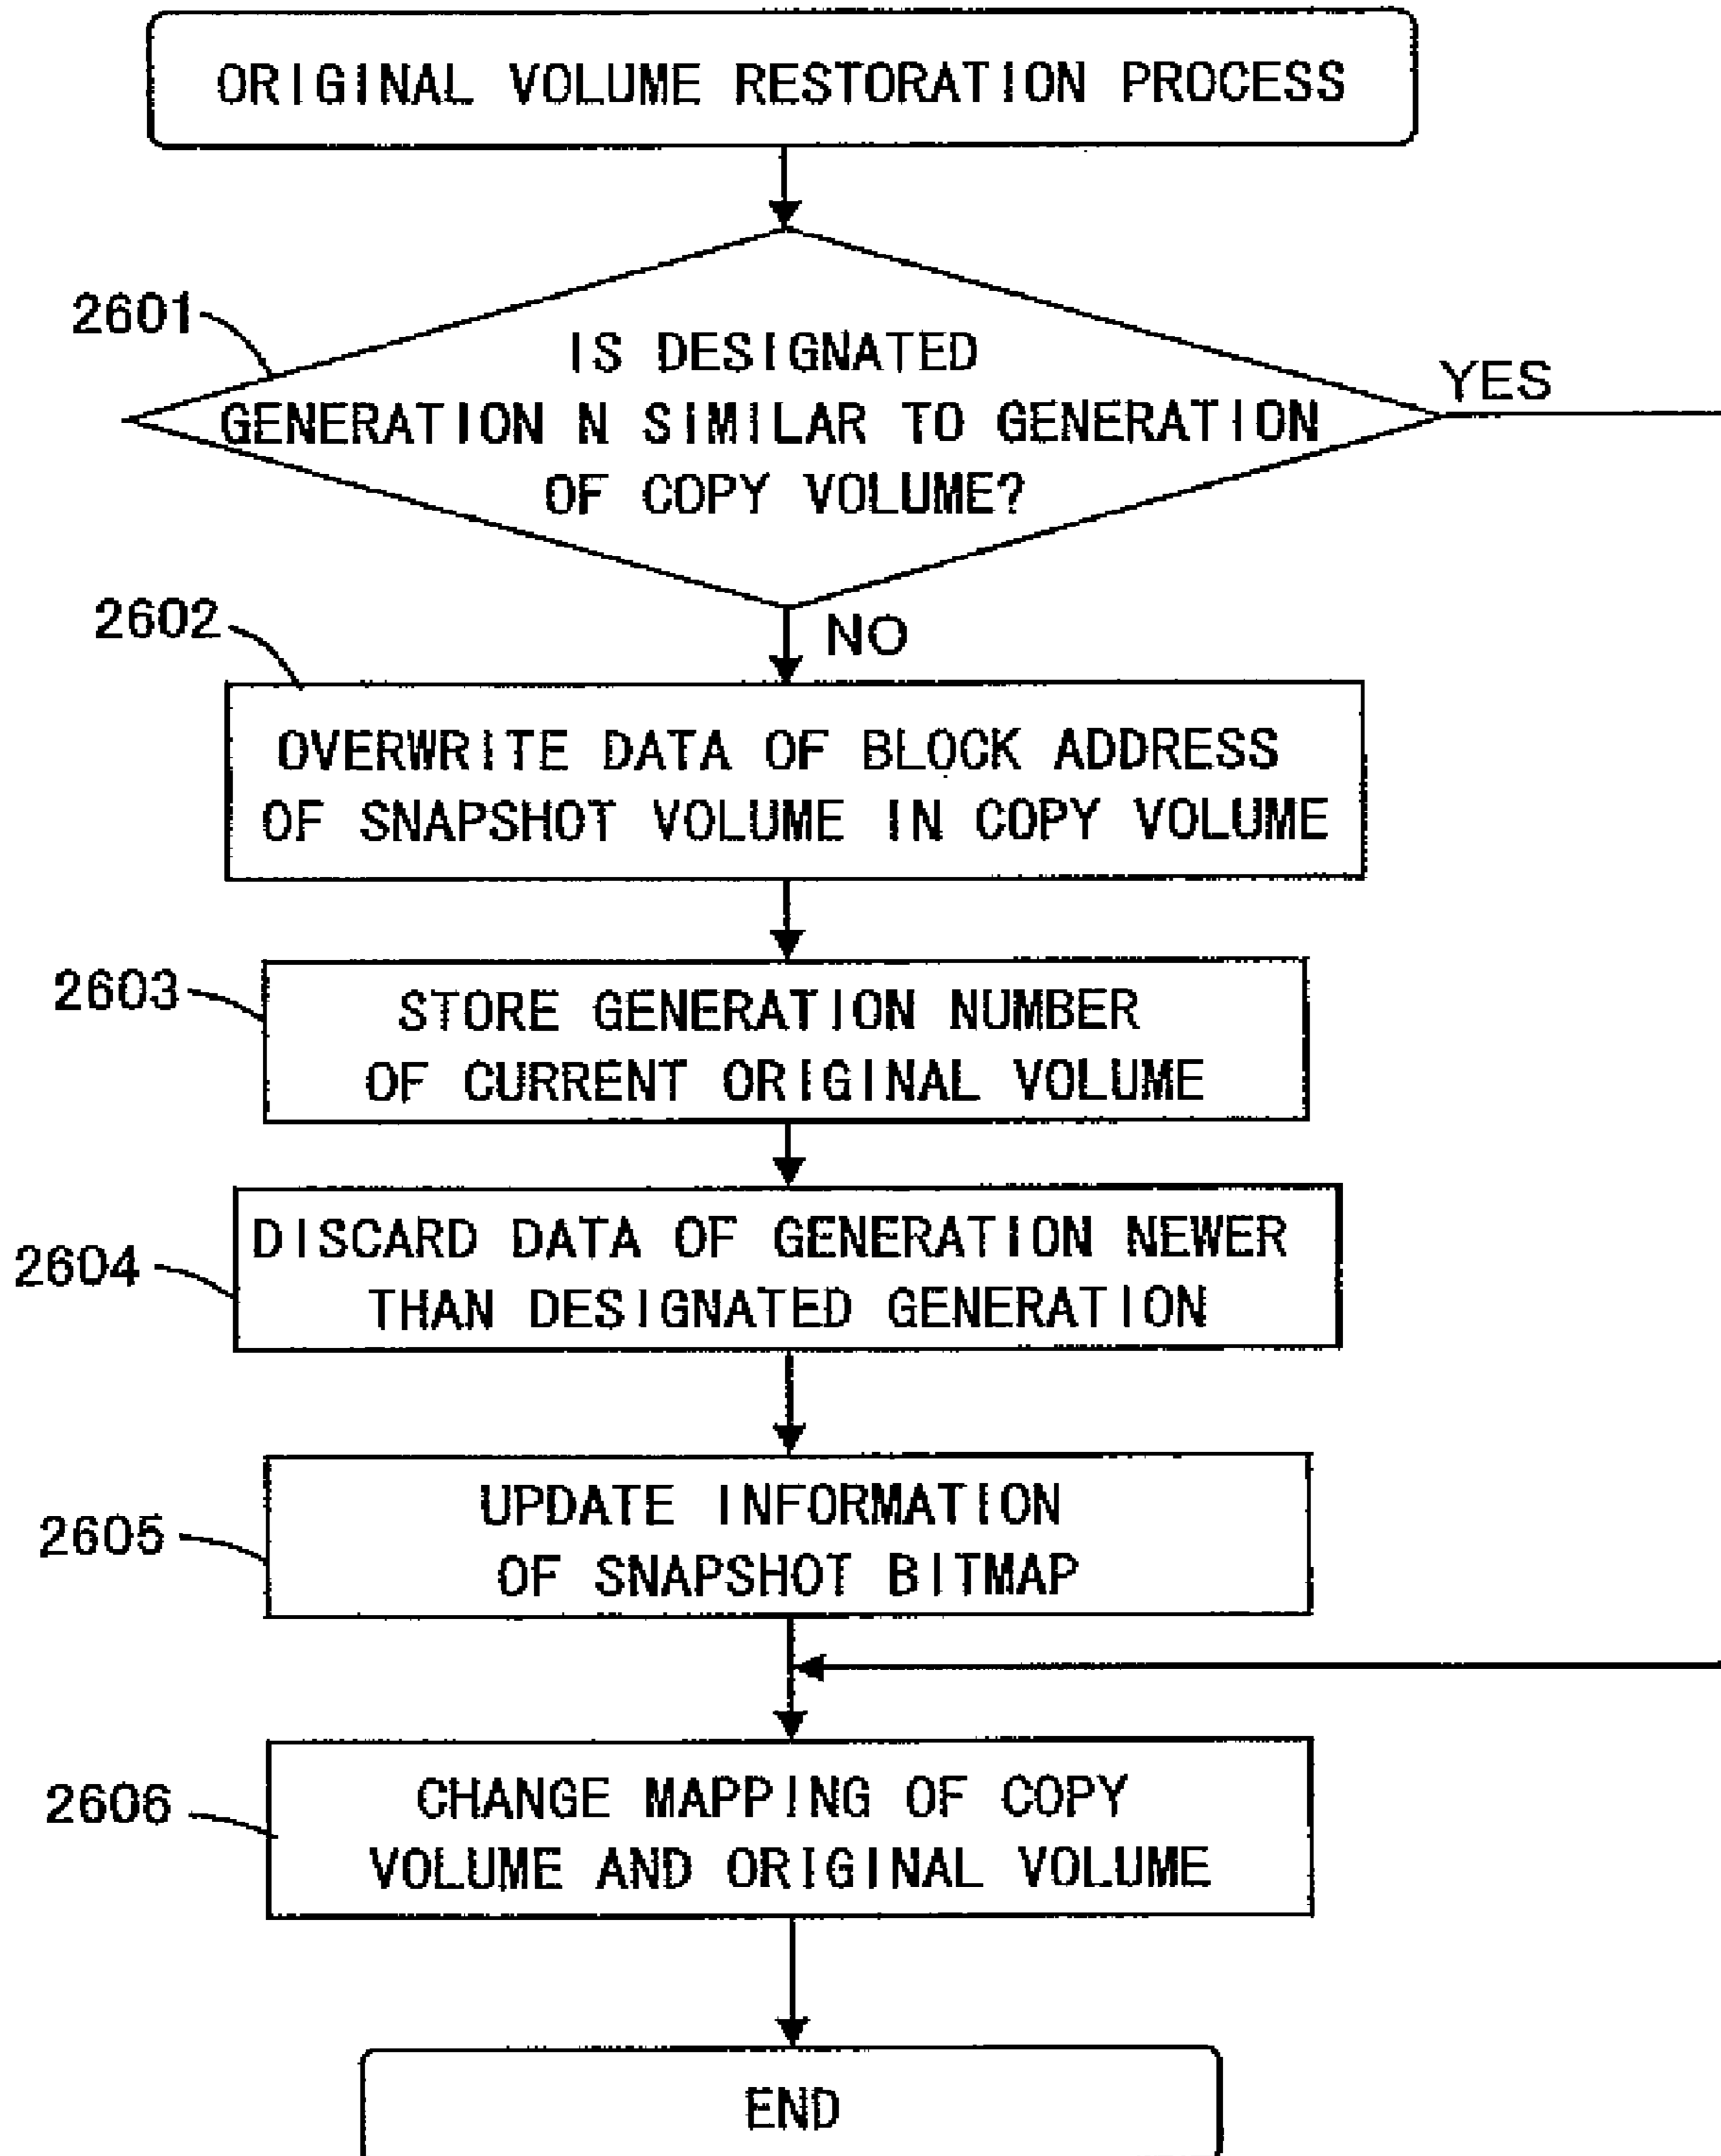 ORIGINAL VOLUME RESTORATION PROCESS
2601
IS DESIGNATED
GENERATION N SIMILAR TO GENERATION
OF COPY VOLUME?
YES
NO
2602
OVERWRITE DATA OF BLOCK ADDRESS
OF SNAPSHOT VOLUME IN COPY VOLUME
2603
STORE GENERATION NUMBER
OF CURRENT ORIGINAL VOLUME
2604
DISCARD DATA OF GENERATION NEWER
THAN DESIGNATED GENERATION
2605
UPDATE INFORMATION
OF SNAPSHOT BITMAP
2606
CHANGE MAPPING OF COPY
VOLUME AND ORIGINAL VOLUME
END